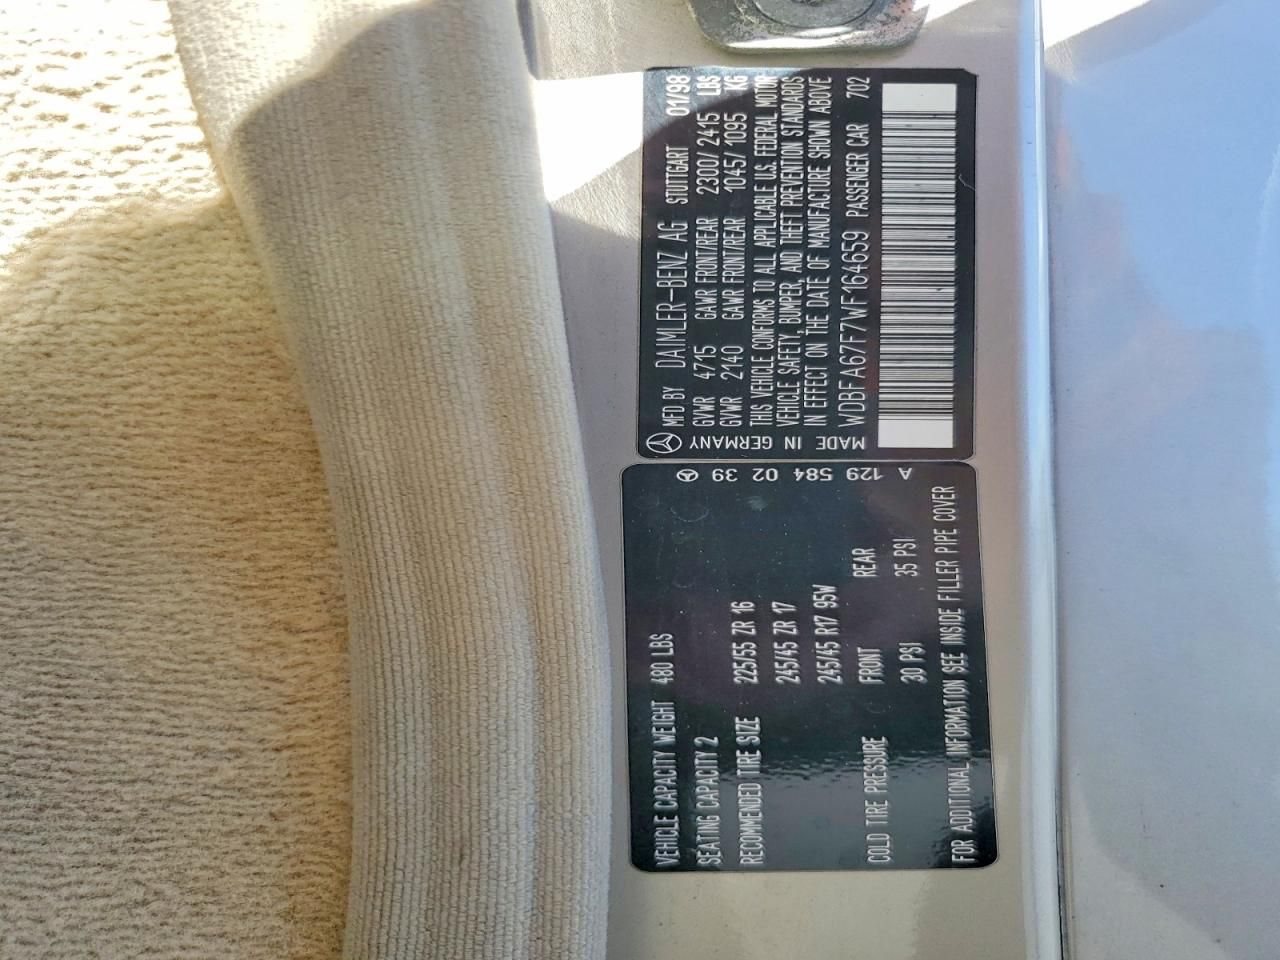 MFD BY DAIMLER-BENZ AG STUTTGART 01/98
GVWR 4715 GAWR FRONT/REAR 2300/2415 LBS
GVWR 2140 GAWR FRONT/REAR 1045/1095 KG
THIS VEHICLE CONFORMS TO ALL APPLICABLE U.S. FEDERAL MOTOR
VEHICLE SAFETY, BUMPER, AND THEFT PREVENTION STANDARDS
IN EFFECT ON THE DATE OF MANUFACTURE SHOWN ABOVE
WDBFA67F7WF164659 PASSENGER CAR 702
MADE IN GERMANY
VEHICLE CAPACITY WEIGHT 480 LBS
SEATING CAPACITY 2
RECOMMENDED TIRE SIZE 225/55 ZR 16
245/45 ZR 17
245/45 R17 95W
FRONT REAR
COLD TIRE PRESSURE 30 PSI 35 PSI
FOR ADDITIONAL INFORMATION SEE INSIDE FILLER PIPE COVER
A 129 584 02 39